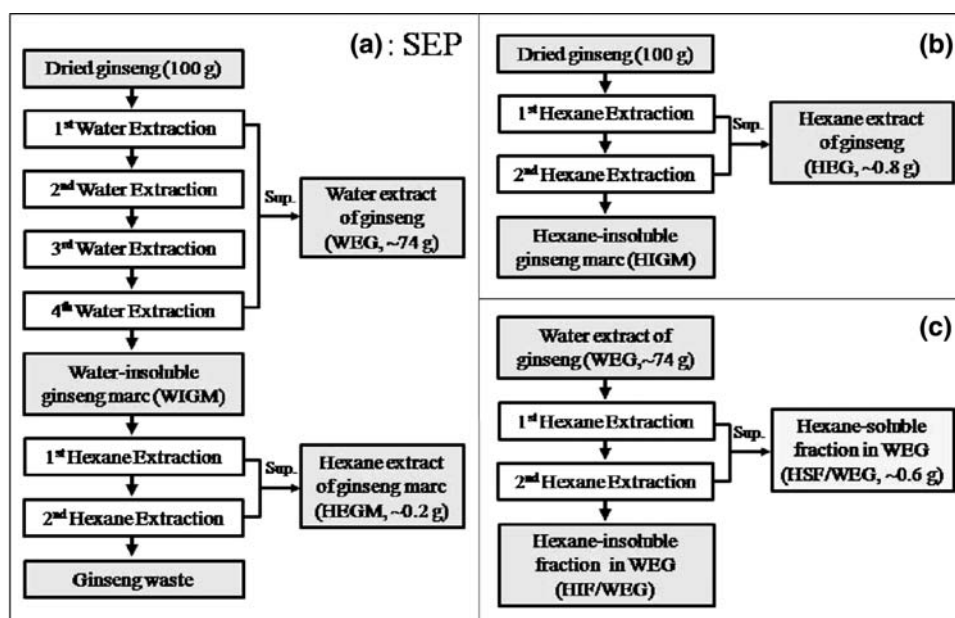 (a) : SEP
Dried ginseng (100 g)
1st Water Extraction
2nd Water Extraction
3rd Water Extraction
4th Water Extraction
Sup.
Water extract
of ginseng
(WEG, ~74 g)
Water-insoluble
ginseng marc (WIGM)
1st Hexane Extraction
2nd Hexane Extraction
Sup.
Hexane extract
of ginseng marc
(HEGM, ~0.2 g)
Ginseng waste
(b)
Dried ginseng (100 g)
1st Hexane Extraction
2nd Hexane Extraction
Sup.
Hexane extract
of ginseng
(HEG, ~0.8 g)
Hexane-insoluble
ginseng marc (HIGM)
(c)
Water extract of
ginseng (WEG, ~74 g)
1st Hexane Extraction
2nd Hexane Extraction
Sup.
Hexane-soluble
fraction in WEG
(HSF/WEG, ~0.6 g)
Hexane-insoluble
fraction in WEG
(HIF/WEG)